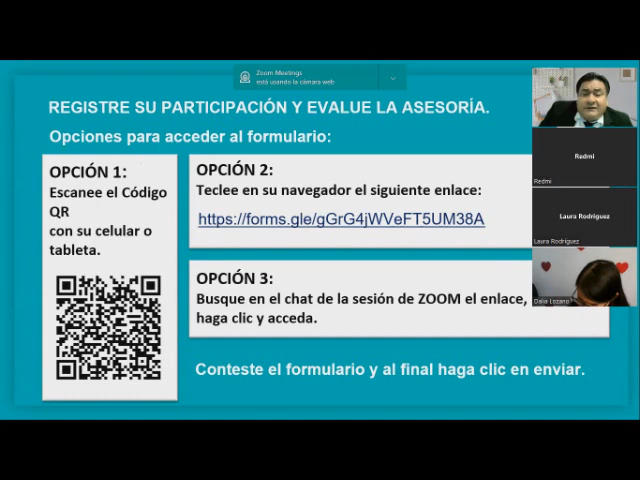 Zoom Meetings
está usando la cámara web
REGISTRE SU PARTICIPACIÓN Y EVALUE LA ASESORÍA.
Opciones para acceder al formulario:
OPCIÓN 1:
Escanee el Código
QR
con su celular o
tableta.
OPCIÓN 2:
Teclee en su navegador el siguiente enlace:
https://forms.gle/gGrG4jWVeFT5UM38A
OPCIÓN 3:
Busque en el chat de la sesión de ZOOM el enlace,
haga clic y acceda.
Conteste el formulario y al final haga clic en enviar.
Redmi
Redmi
Laura Rodríguez
Laura Rodríguez
Dalia Lozano